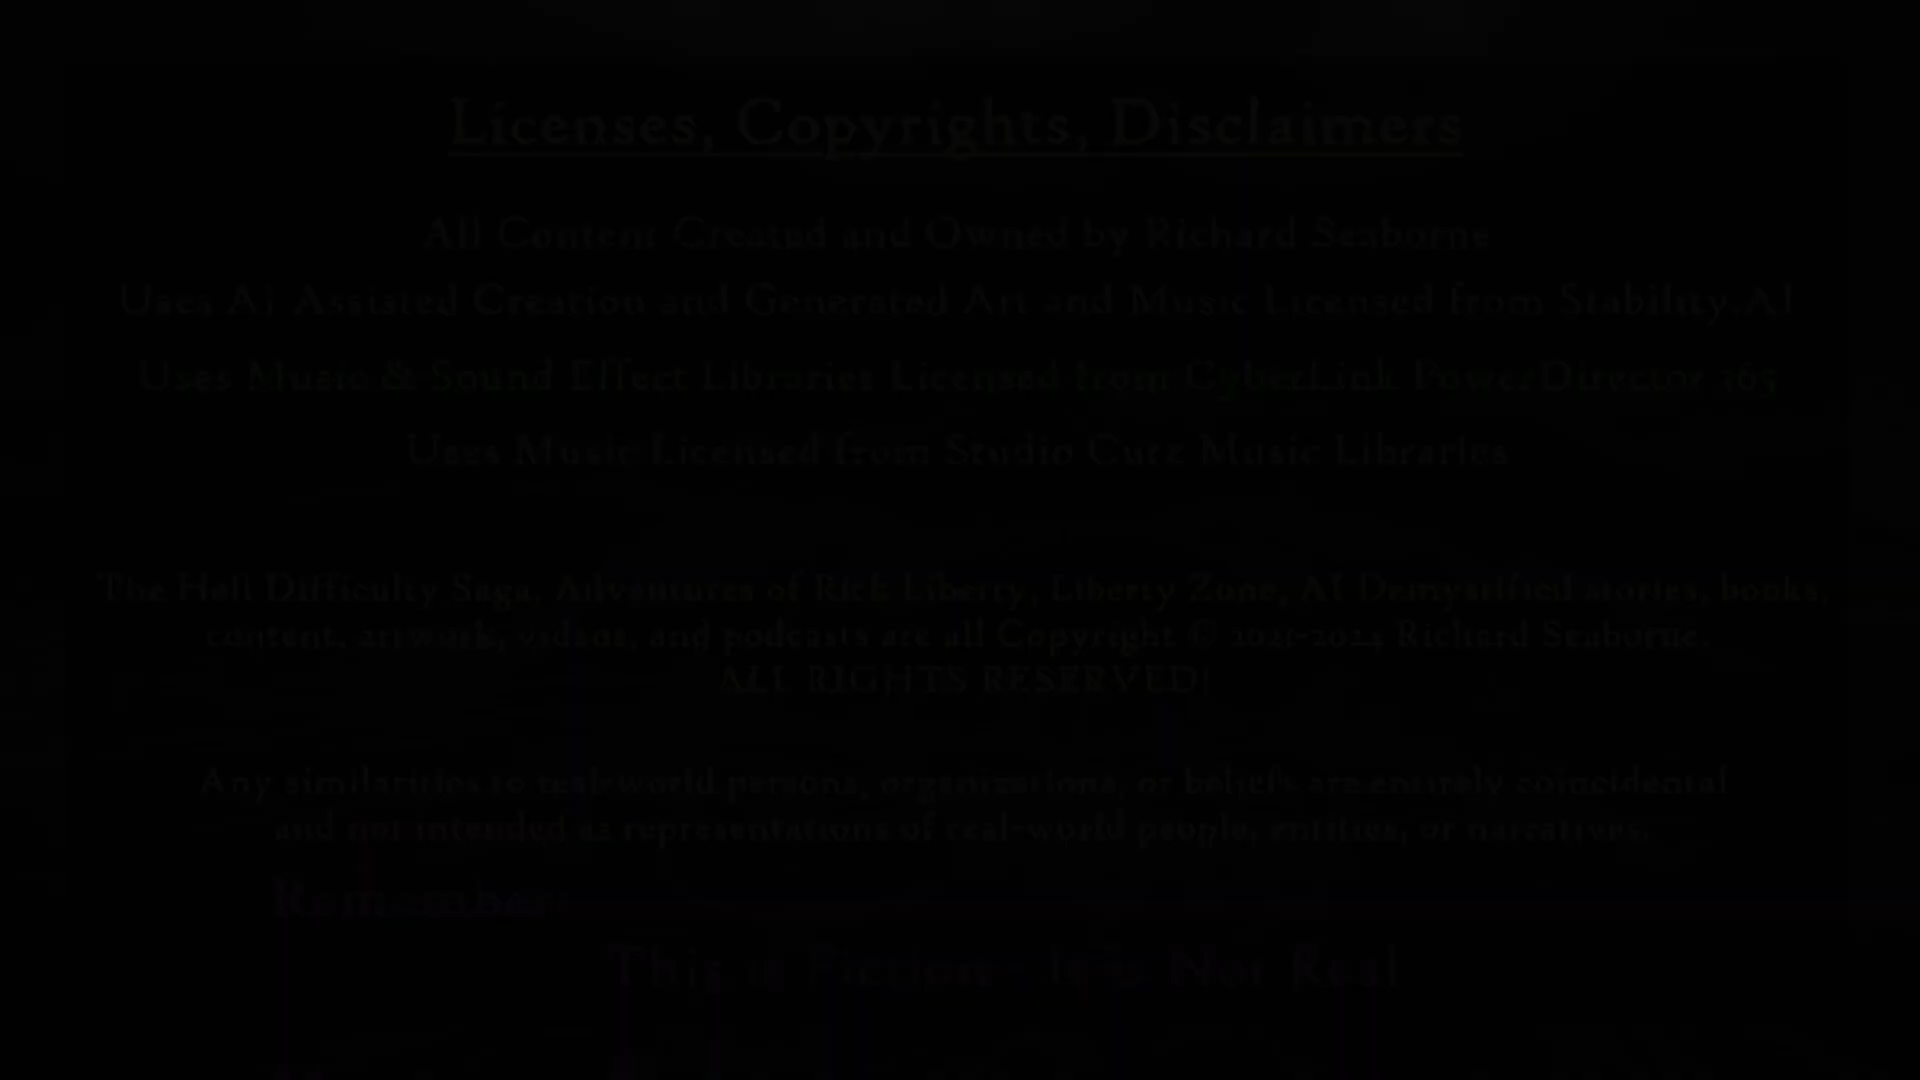 Licenses, Copyrights, Disclaimers
All Content Created and Owned by Richard Seaborne
Uses AI Assisted Creation and Generated Art and Music Licensed from Stability.AI
Uses Music & Sound Effect Libraries Licensed from CyberLink PowerDirector 365
Uses Music Licensed from Studio Cutz Music Libraries
The Hell Difficulty Saga, Adventures of Rick Liberty, Liberty Zone, AI Demystified stories, books,
content, artwork, videos, and podcasts are all Copyright © 2021-2024 Richard Seaborne.
ALL RIGHTS RESERVED!
Any similarities to real-world persons, organizations, or beliefs are entirely coincidental
and not intended as representations of real-world people, entities, or narratives.
Remember:
This is Fiction - It is Not Real